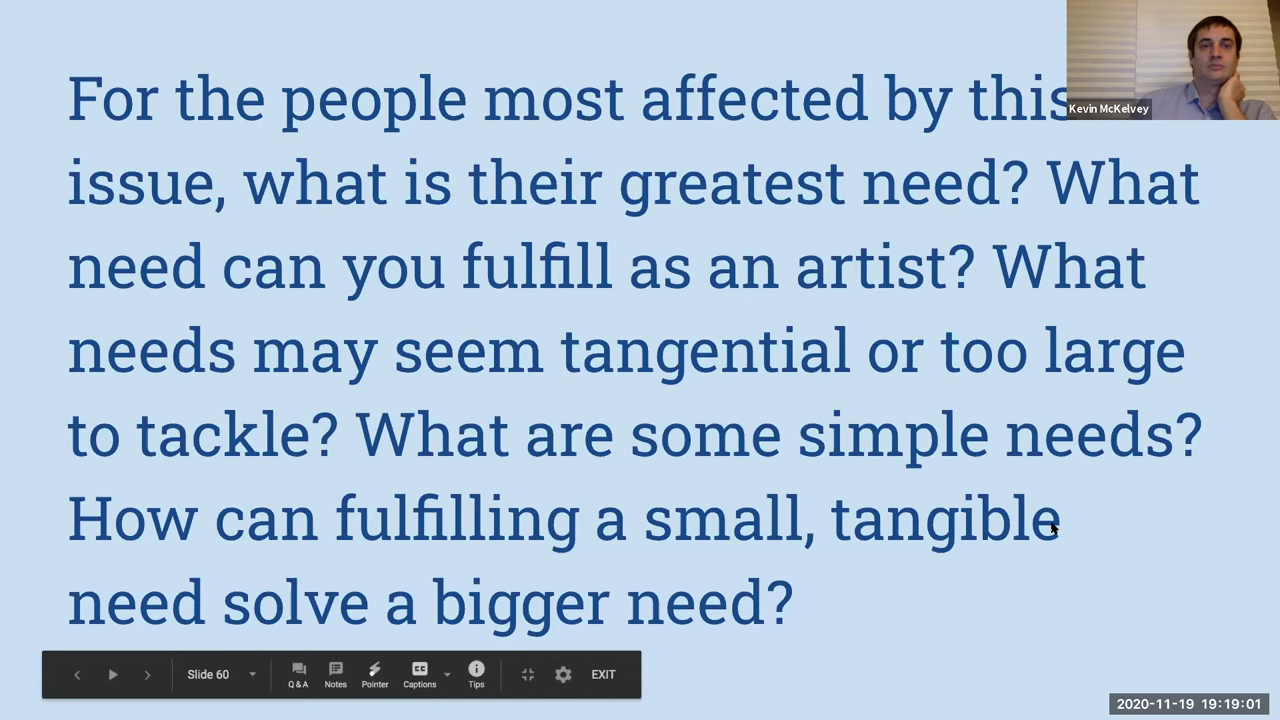 For the people most affected by this
Kevin McKelvey
issue, what is their greatest need? What
need can you fulfill as an artist? What
needs may seem tangential or too large
to tackle? What are some simple needs?
How can fulfilling a small, tangible
need solve a bigger need?
Slide 60
Q & A
Notes
Pointer
CC
Captions
Tips
EXIT
2020-11-19 19:19:01